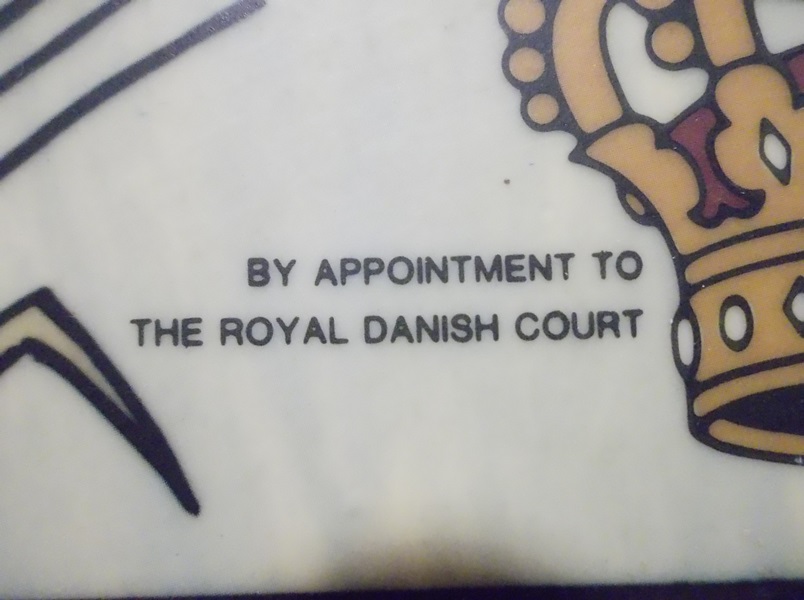 BY APPOINTMENT TO
THE ROYAL DANISH COURT